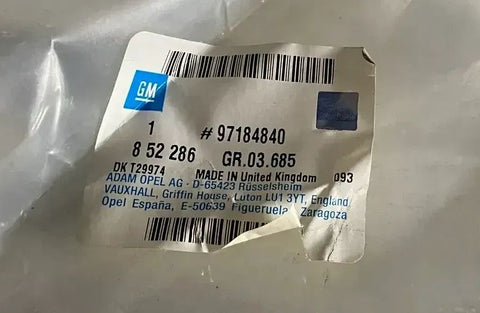 GM
1 # 97184840
8 52 286 GR.03.685
DK T29974 MADE IN United Kingdom 093
ADAM OPEL AG - D-65423 Rüsselsheim
VAUXHALL, Griffin House, Luton LU1 3YT, England
Opel España, E-50639 Figueruelas Zaragoza